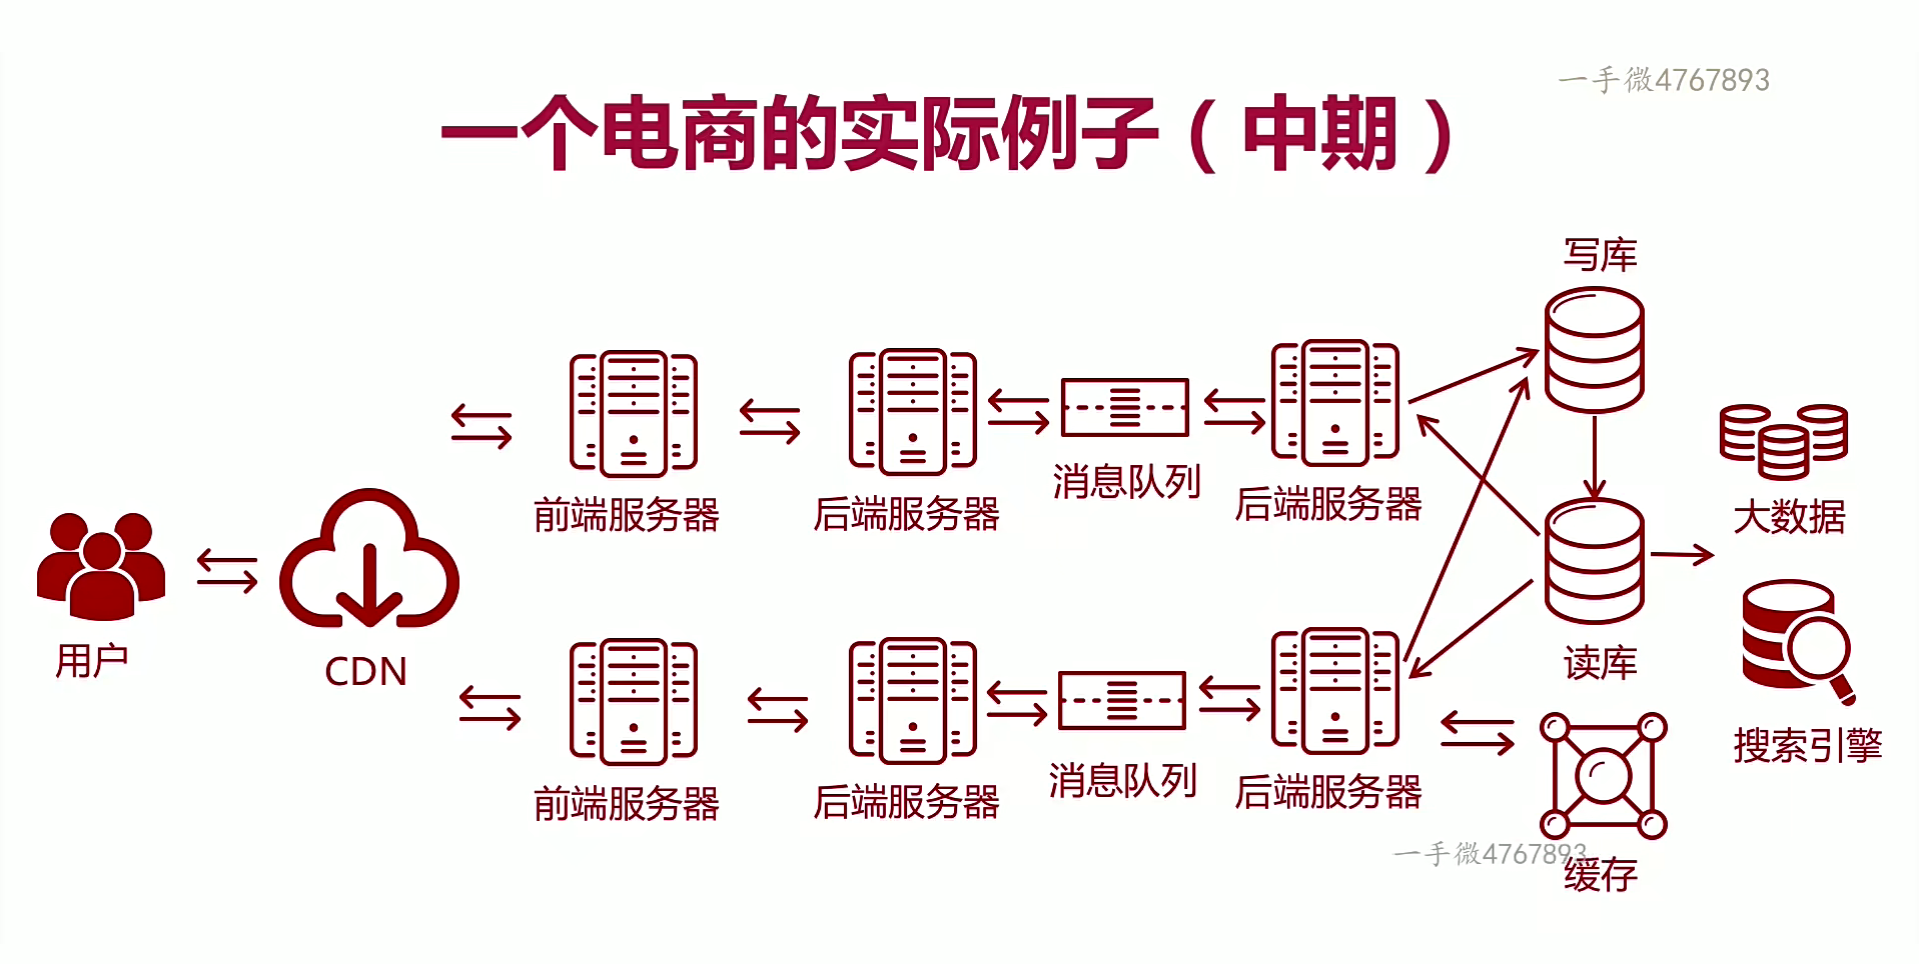 一手微4767893
一个电商的实际例子（中期）
写库
消息队列
前端服务器
后端服务器
后端服务器
大数据
用户
CDN
读库
搜索引擎
前端服务器
后端服务器
消息队列
后端服务器
一手微4767893
缓存